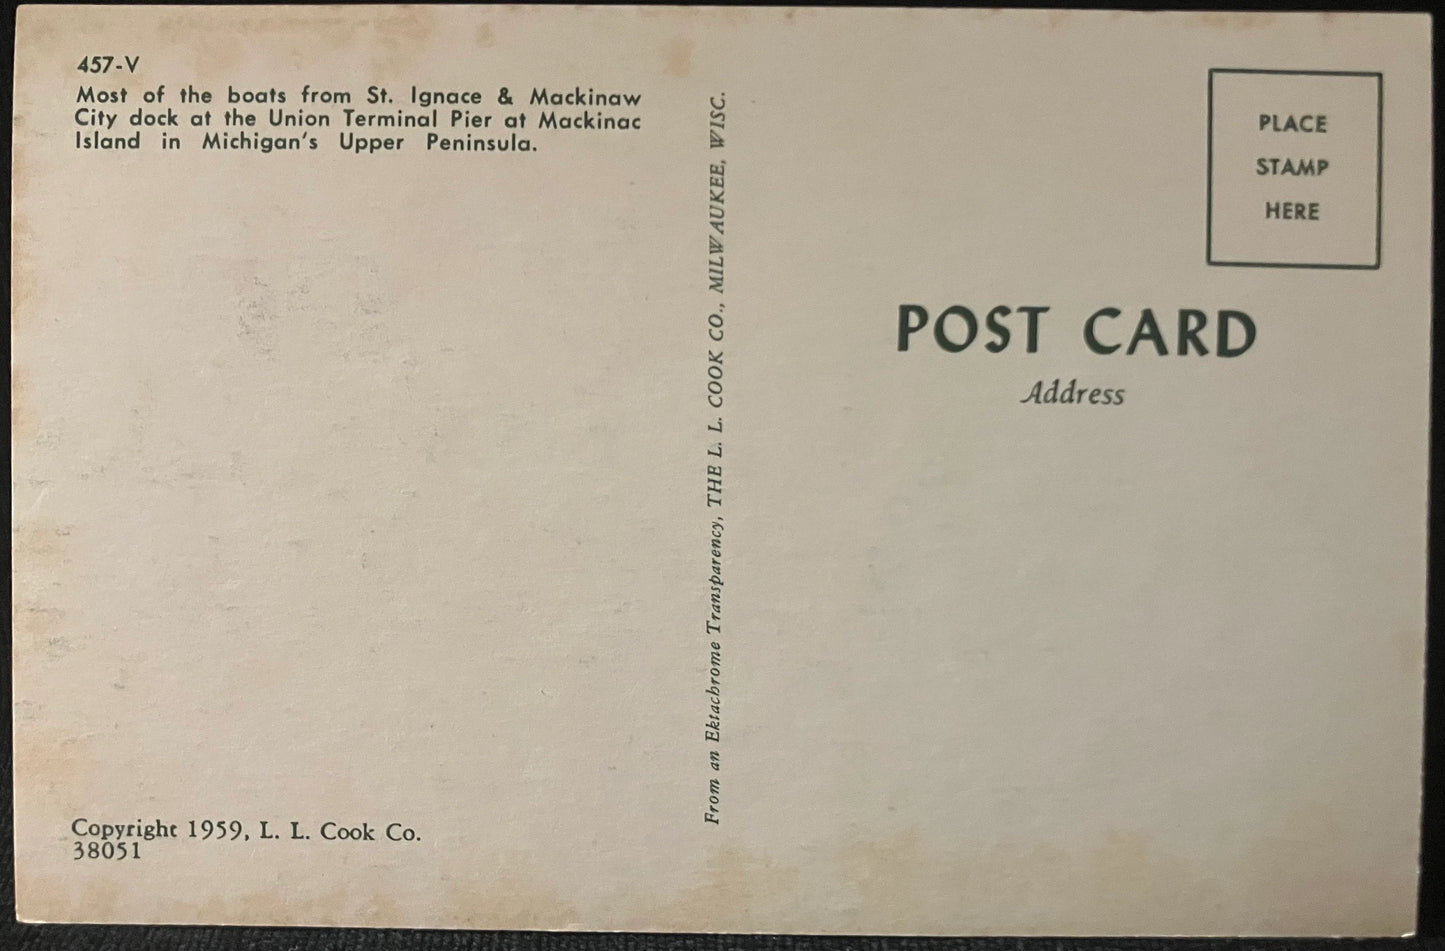 457-V
Most of the boats from St. Ignace & Mackinaw
City dock at the Union Terminal Pier at Mackinac
Island in Michigan's Upper Peninsula.
Copyright 1959, L. L. Cook Co.
38051
From an Ektachrome Transparency, THE L. L. COOK CO., MILWAUKEE, WISC.
PLACE
STAMP
HERE
POST CARD
Address